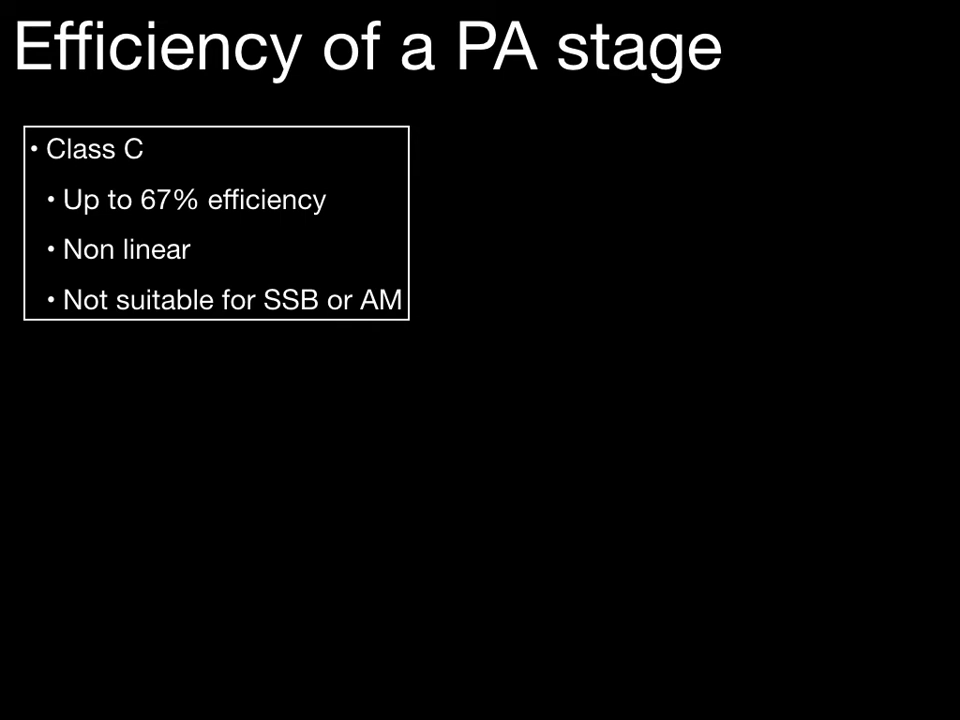 Efficiency of a PA stage
• Class C
• Up to 67% efficiency
• Non linear
• Not suitable for SSB or AM